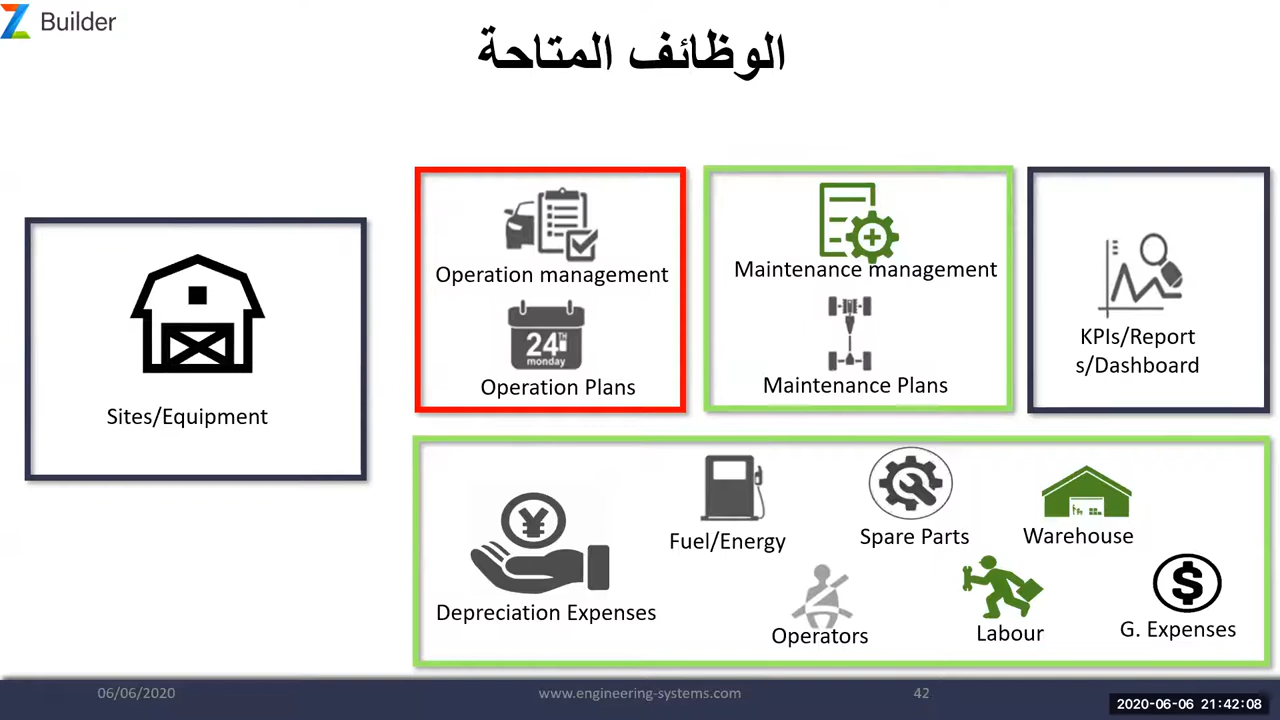 Builder
الوظائف المتاحة
Sites/Equipment
Operation management
24TH
monday
Operation Plans
Maintenance management
Maintenance Plans
KPIs/Report
s/Dashboard
Depreciation Expenses
Fuel/Energy
Spare Parts
Warehouse
Operators
Labour
G. Expenses
06/06/2020
www.engineering-systems.com
42
2020-06-06 21:42:08